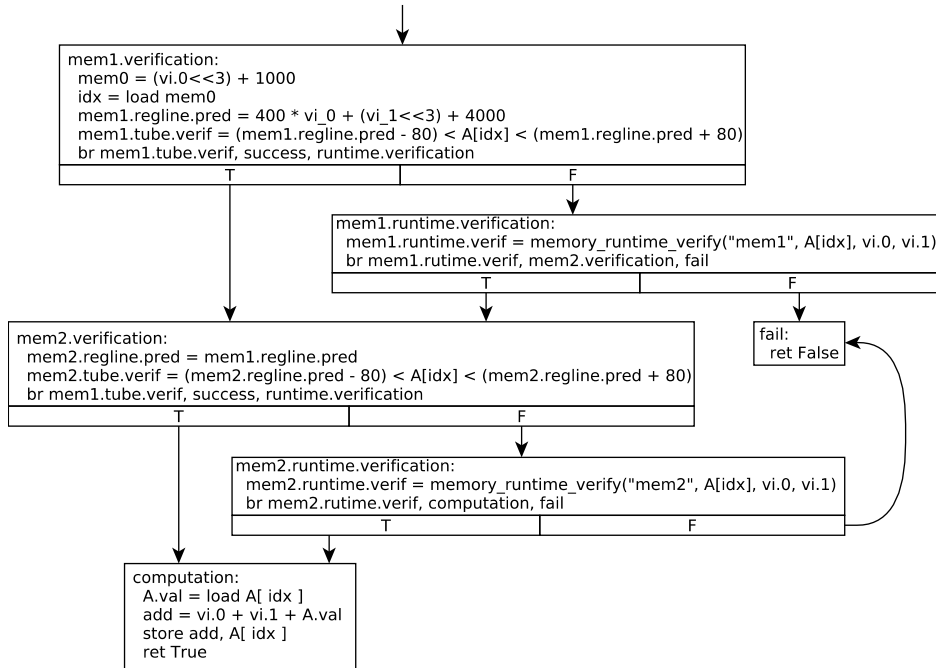 mem1.verification:
mem0 = (vi.0<<3) + 1000
idx = load mem0
mem1.regline.pred = 400 * vi_0 + (vi_1<<3) + 4000
mem1.tube.verif = (mem1.regline.pred - 80) < A[idx] < (mem1.regline.pred + 80)
br mem1.tube.verif, success, runtime.verification
T F
mem1.runtime.verification:
mem1.runtime.verif = memory_runtime_verify("mem1", A[idx], vi.0, vi.1)
br mem1.rutime.verif, mem2.verification, fail
T F
mem2.verification:
mem2.regline.pred = mem1.regline.pred
mem2.tube.verif = (mem2.regline.pred - 80) < A[idx] < (mem2.regline.pred + 80)
br mem1.tube.verif, success, runtime.verification
T F
fail:
ret False
mem2.runtime.verification:
mem2.runtime.verif = memory_runtime_verify("mem2", A[idx], vi.0, vi.1)
br mem2.rutime.verif, computation, fail
T F
computation:
A.val = load A[ idx ]
add = vi.0 + vi.1 + A.val
store add, A[ idx ]
ret True